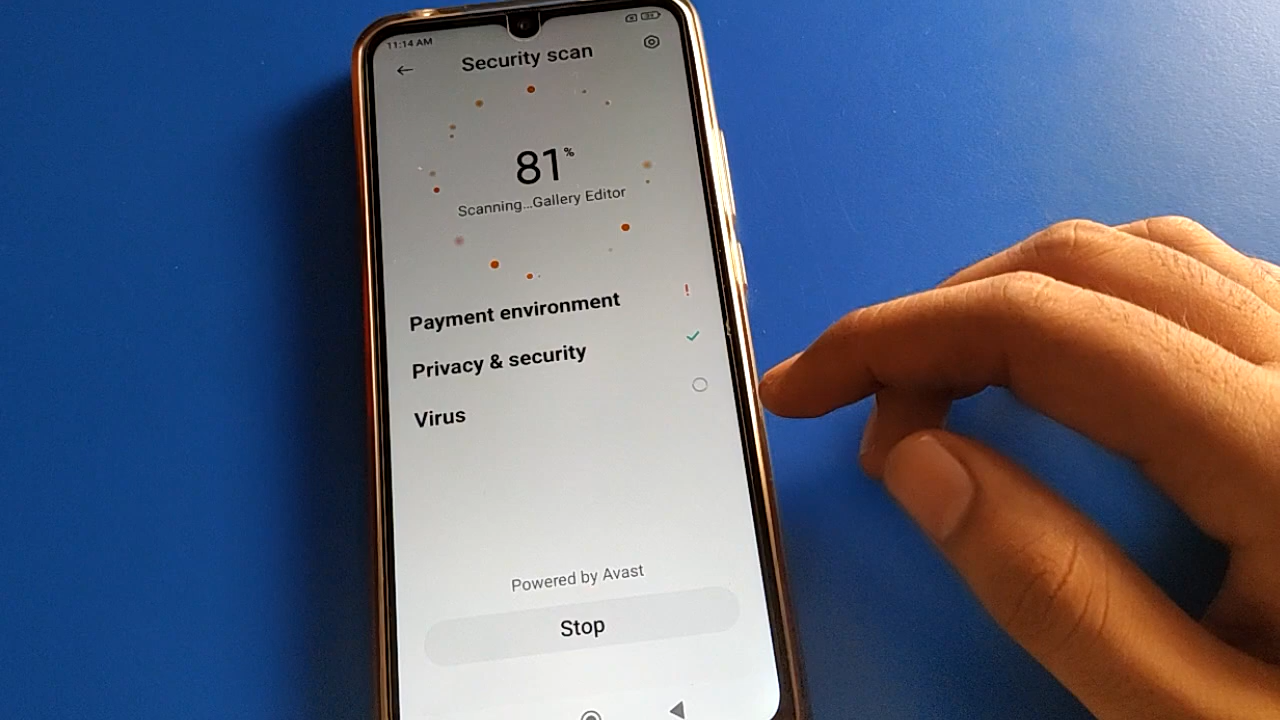 11:14 AM
Security scan
81%
Scanning...Gallery Editor
Payment environment
!
Privacy & security
Virus
Powered by Avast
Stop